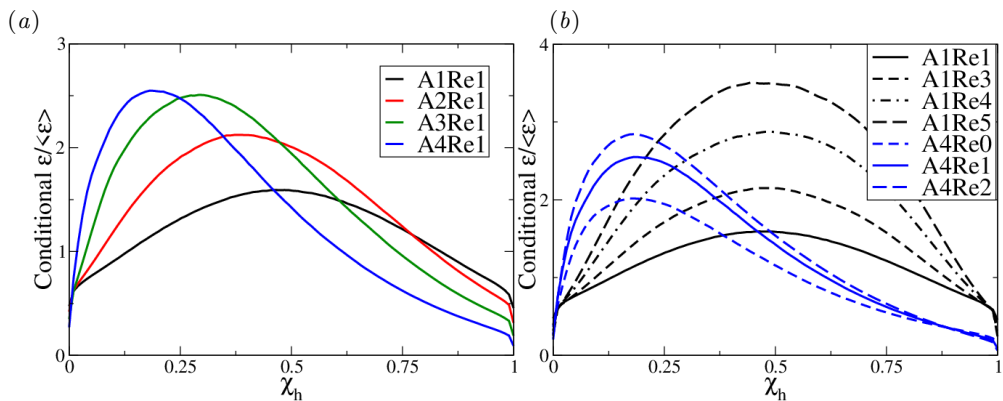 (a)
(b)
Conditional ε/<ε>
3
2
1
0
0
0.25
0.5
0.75
1
χh
A1Re1
A2Re1
A3Re1
A4Re1
Conditional ε/<ε>
4
2
0
0
0.25
0.5
0.75
1
χh
A1Re1
A1Re3
A1Re4
A1Re5
A4Re0
A4Re1
A4Re2